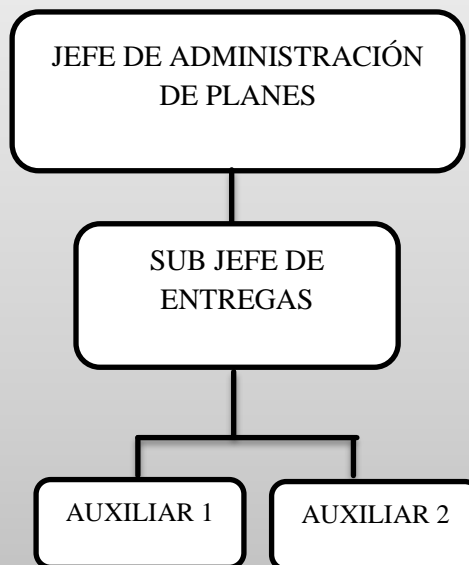 JEFE DE ADMINISTRACIÓN
DE PLANES
SUB JEFE DE
ENTREGAS
AUXILIAR 1
AUXILIAR 2